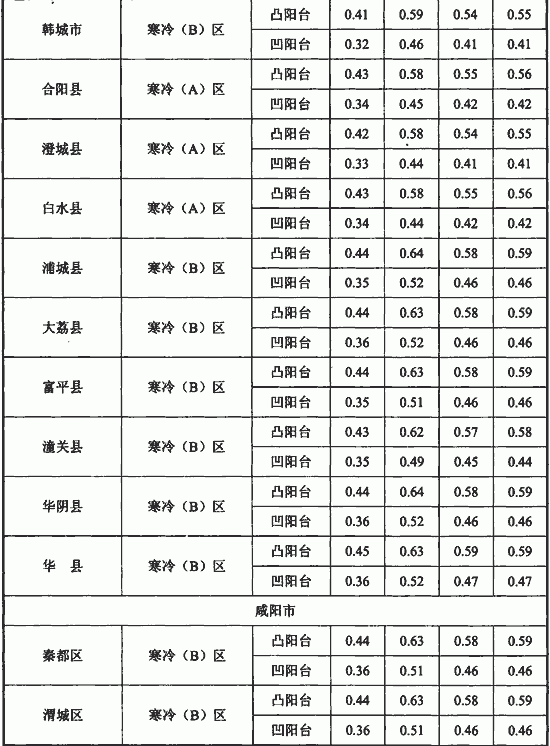 韩城市 寒冷（B）区 凸阳台 0.41 0.59 0.54 0.55
凹阳台 0.32 0.46 0.41 0.41
合阳县 寒冷（A）区 凸阳台 0.43 0.58 0.55 0.56
凹阳台 0.34 0.45 0.42 0.42
澄城县 寒冷（A）区 凸阳台 0.42 0.58 0.54 0.55
凹阳台 0.33 0.44 0.41 0.41
白水县 寒冷（A）区 凸阳台 0.43 0.58 0.55 0.56
凹阳台 0.34 0.44 0.42 0.42
浦城县 寒冷（B）区 凸阳台 0.44 0.64 0.58 0.59
凹阳台 0.35 0.52 0.46 0.46
大荔县 寒冷（B）区 凸阳台 0.44 0.63 0.58 0.59
凹阳台 0.36 0.52 0.46 0.46
富平县 寒冷（B）区 凸阳台 0.44 0.63 0.58 0.59
凹阳台 0.35 0.51 0.46 0.46
潼关县 寒冷（B）区 凸阳台 0.43 0.62 0.57 0.58
凹阳台 0.35 0.49 0.45 0.44
华阴县 寒冷（B）区 凸阳台 0.44 0.64 0.58 0.59
凹阳台 0.36 0.52 0.46 0.46
华 县 寒冷（B）区 凸阳台 0.45 0.63 0.59 0.59
凹阳台 0.36 0.52 0.47 0.47
咸阳市
秦都区 寒冷（B）区 凸阳台 0.44 0.63 0.58 0.59
凹阳台 0.36 0.51 0.46 0.46
渭城区 寒冷（B）区 凸阳台 0.44 0.63 0.58 0.59
凹阳台 0.36 0.51 0.46 0.46